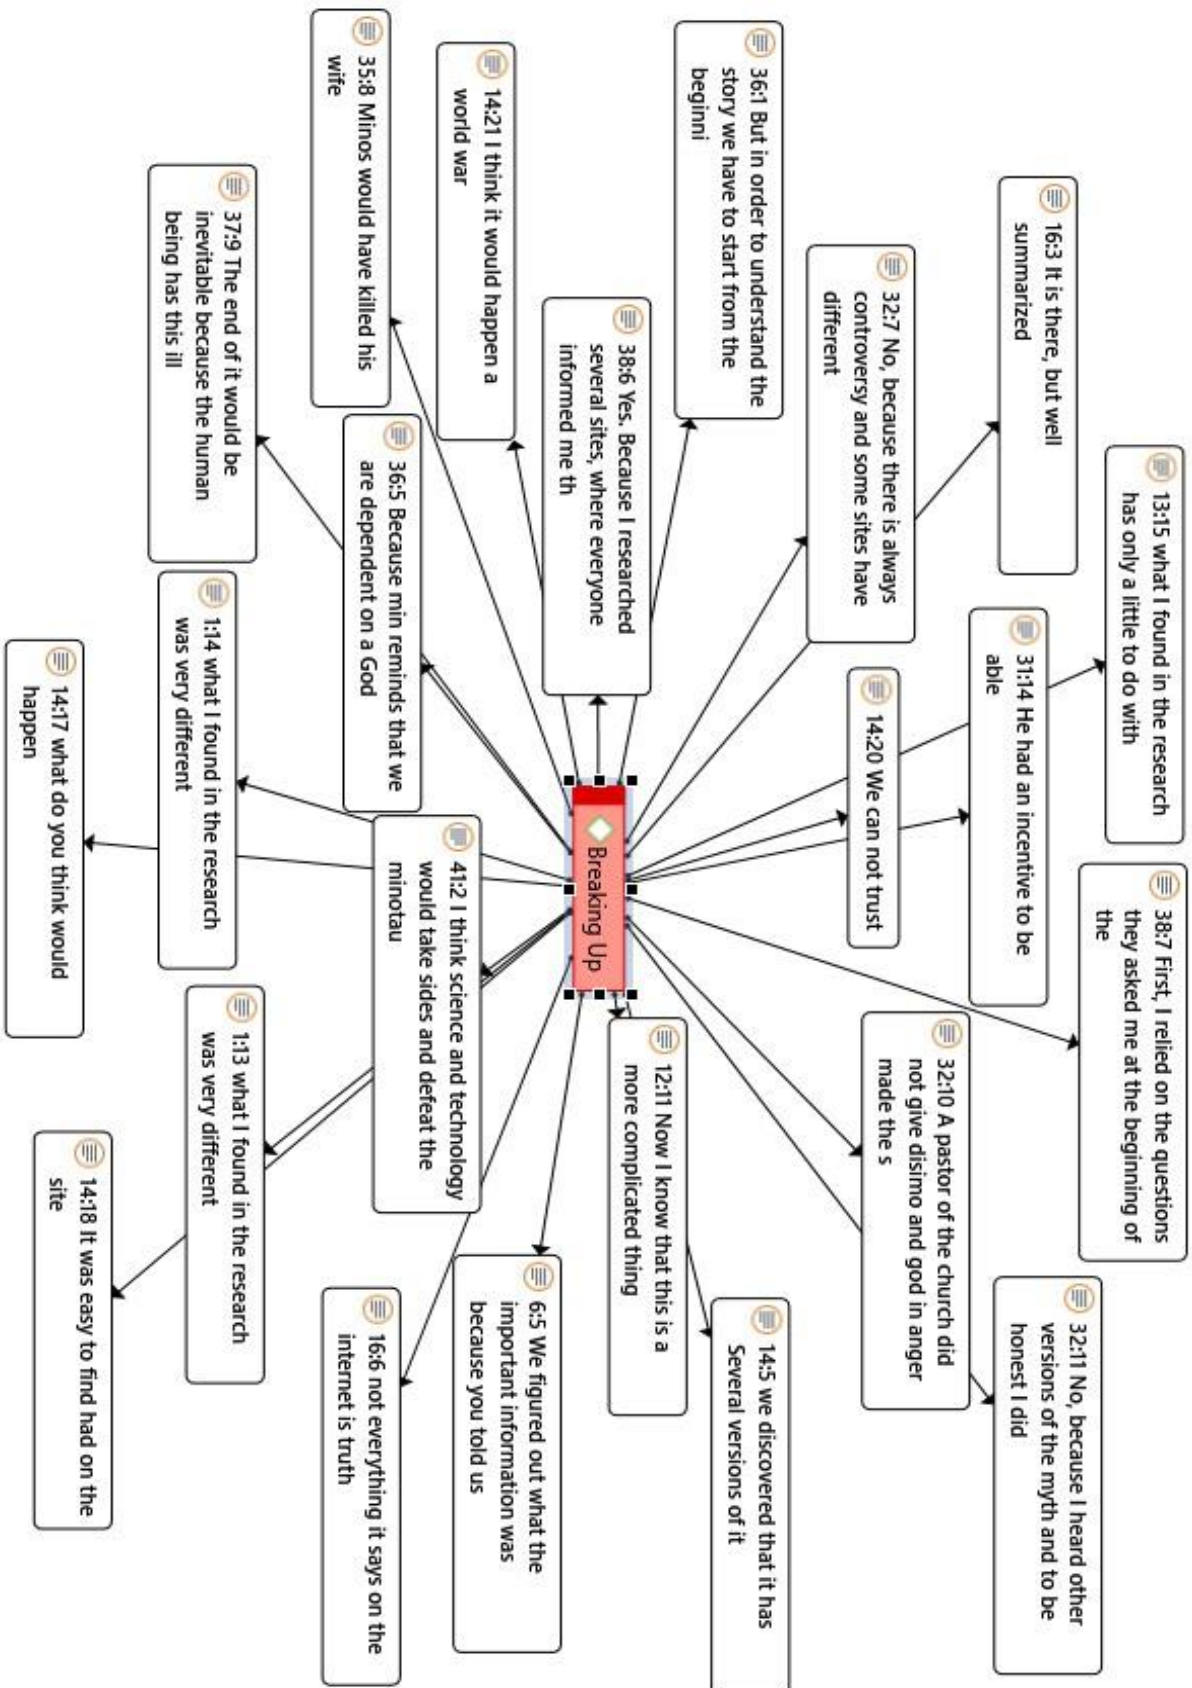 13:15 what I found in the research
has only a little to do with
38:7 First, I relied on the questions
they asked me at the beginning of
the
16:3 It is there, but well
summarized
31:14 He had an incentive to be
able
32:11 No, because I heard other
versions of the myth and to be
honest I did
32:7 No, because there is always
controversy and some sites have
different
14:20 We can not trust
32:10 A pastor of the church did
not give disimo and god in anger
made the s
36:1 But in order to understand the
story we have to start from the
beginni
14:5 we discovered that it has
Several versions of it
38:6 Yes. Because I researched
several sites, where everyone
informed me th
Breaking Up
12:11 Now I know that this is a
more complicated thing
14:21 I think it would happen a
world war
6:5 We figured out what the
important information was
because you told us
35:8 Minos would have killed his
wife
36:5 Because min reminds that we
are dependent on a God
41:2 I think science and technology
would take sides and defeat the
minotau
16:6 not everything it says on the
internet is truth
37:9 The end of it would be
inevitable because the human
being has this ill
1:14 what I found in the research
was very different
1:13 what I found in the research
was very different
14:17 what do you think would
happen
14:18 It was easy to find had on the
site